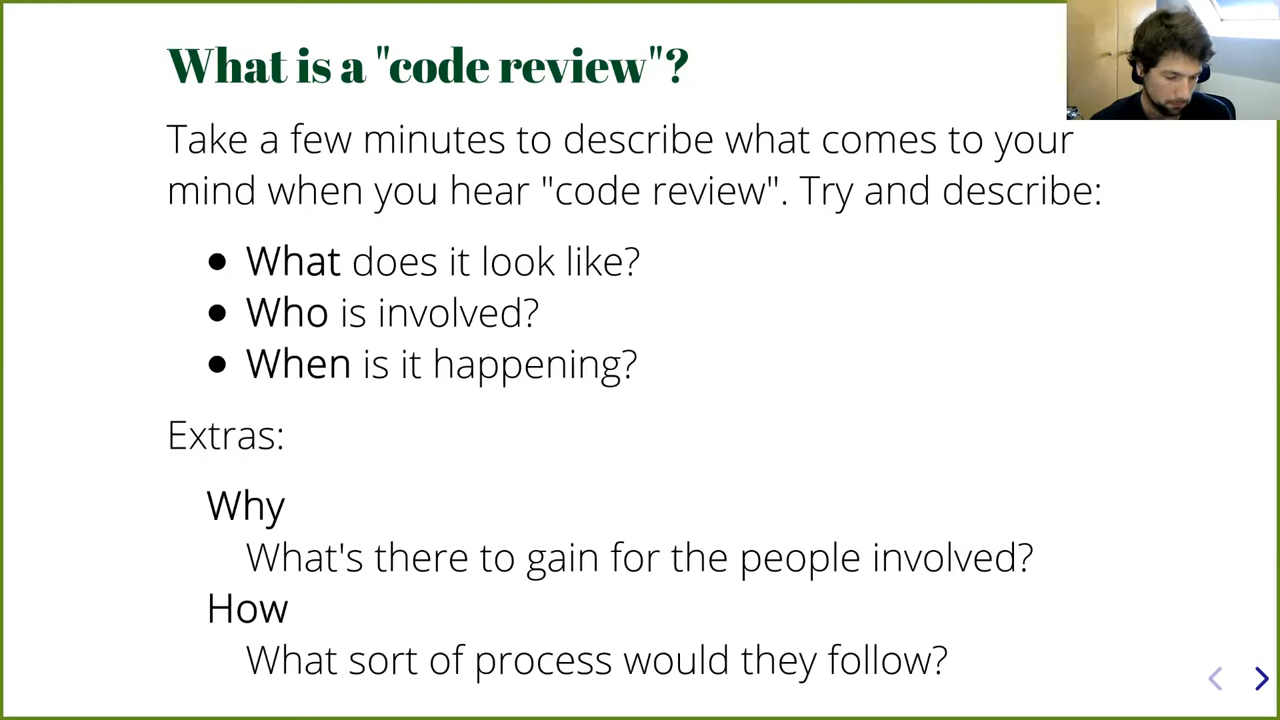 What is a "code review"?
Take a few minutes to describe what comes to your
mind when you hear "code review". Try and describe:
● What does it look like?
● Who is involved?
● When is it happening?
Extras:
Why
What's there to gain for the people involved?
How
What sort of process would they follow?